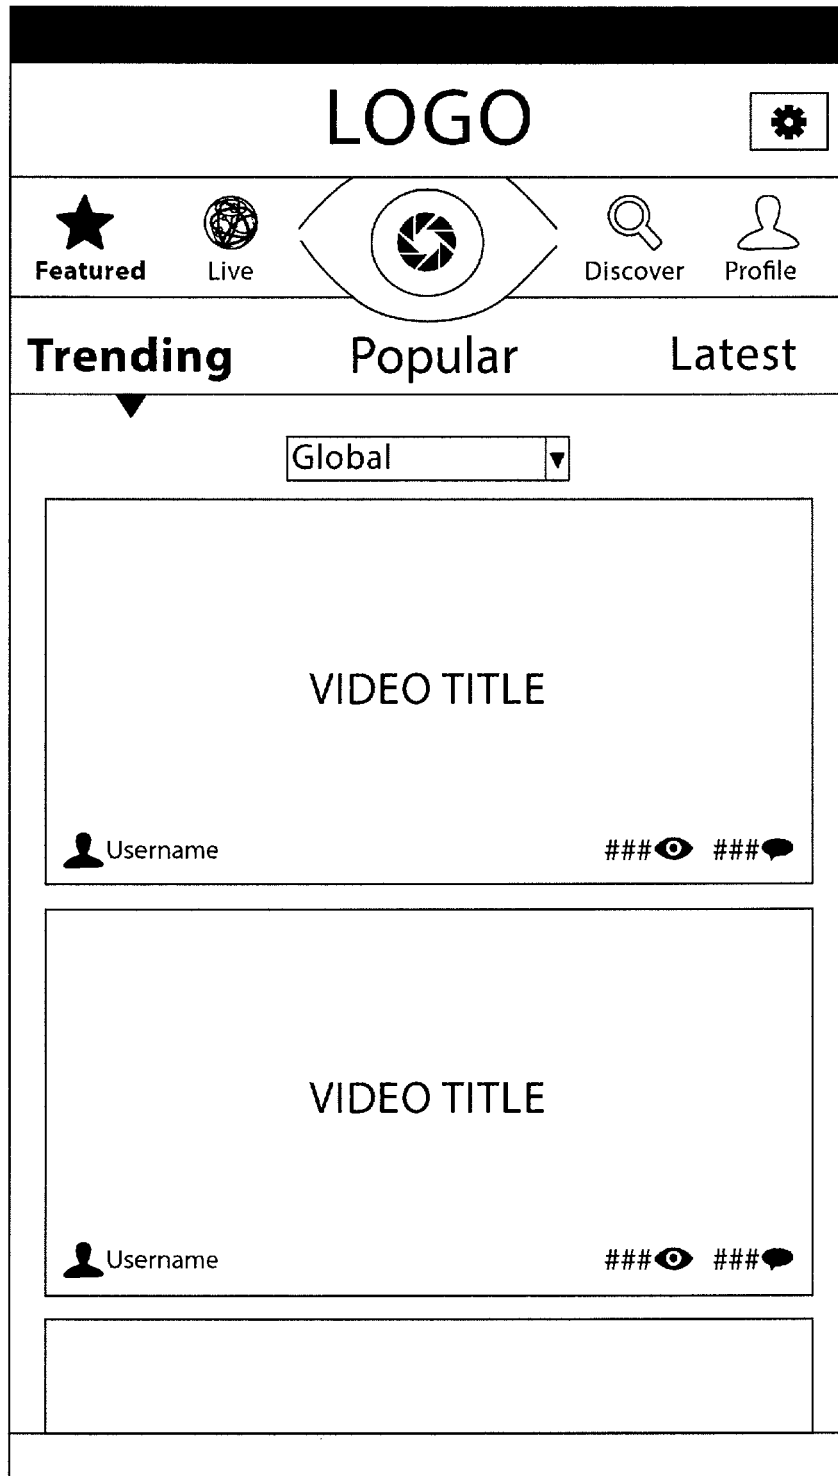 LOGO
Featured Live Discover Profile
Trending Popular Latest
Global
VIDEO TITLE
Username ### ###
VIDEO TITLE
Username ### ###